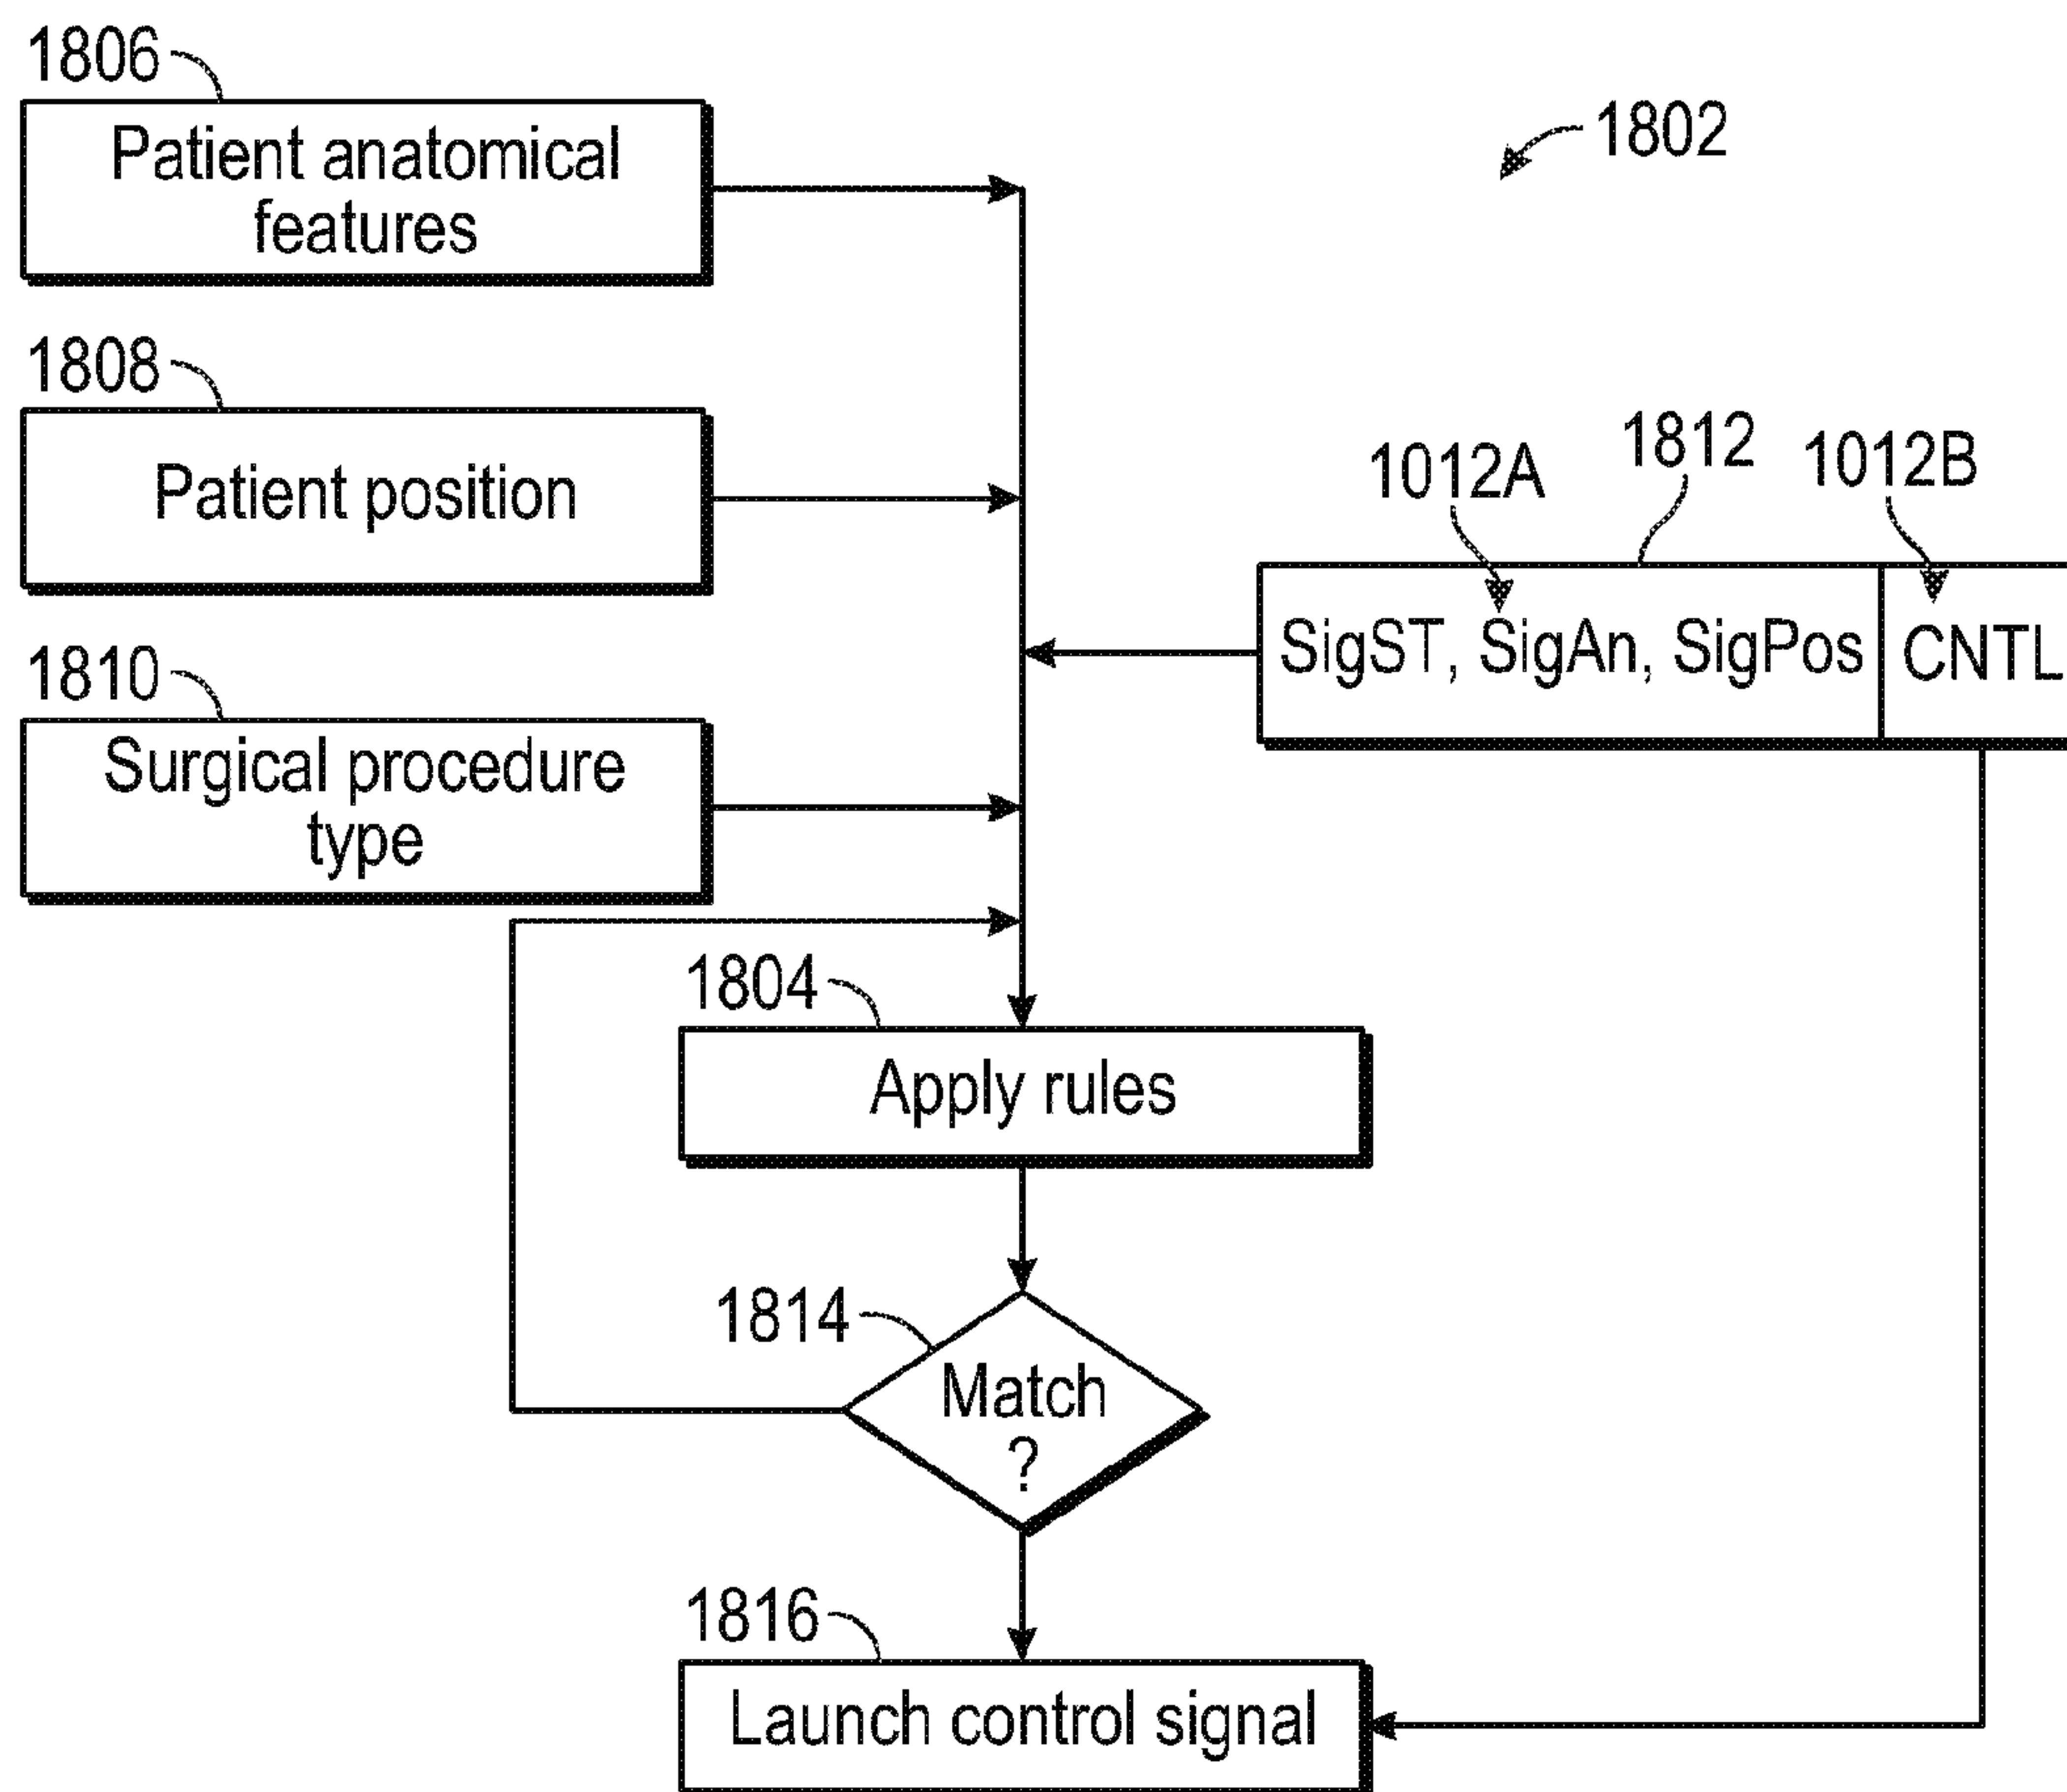 1806
Patient anatomical
features
1802
1808
Patient position
1012A
1812
1012B
SigST, SigAn, SigPos
CNTL
1810
Surgical procedure
type
1804
Apply rules
1814
Match
?
1816
Launch control signal